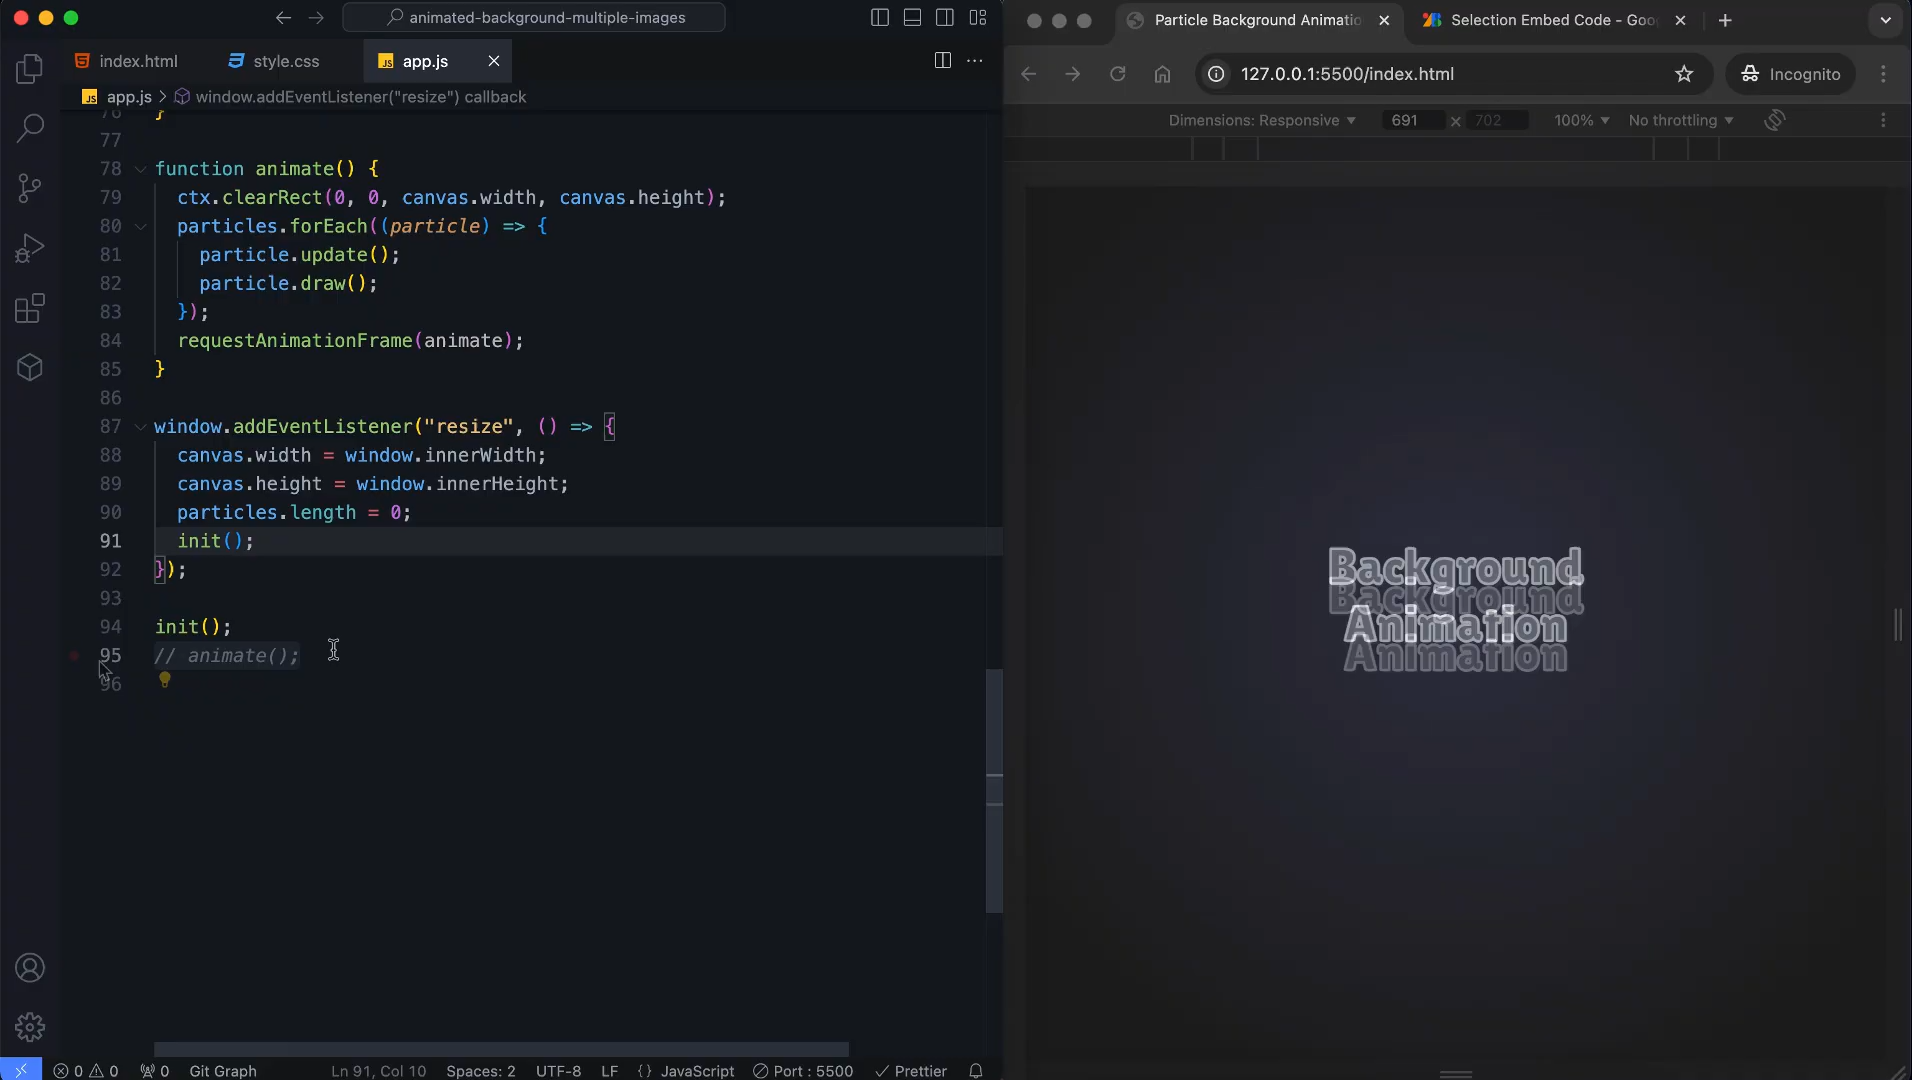 animated-background-multiple-images
index.html
style.css
app.js
app.js > window.addEventListener("resize") callback
76 }
77
78 function animate() {
79 ctx.clearRect(0, 0, canvas.width, canvas.height);
80 particles.forEach((particle) => {
81 particle.update();
82 particle.draw();
83 });
84 requestAnimationFrame(animate);
85 }
86
87 window.addEventListener("resize", () => {
88 canvas.width = window.innerWidth;
89 canvas.height = window.innerHeight;
90 particles.length = 0;
91 init();
92 });
93
94 init();
95 // animate();
96
0 0 0 Git Graph Ln 91, Col 10 Spaces: 2 UTF-8 LF {} JavaScript Port : 5500 Prettier
Particle Background Animatio
Selection Embed Code - Goo
127.0.0.1:5500/index.html
Incognito
Dimensions: Responsive 691 x 702 100% No throttling
Background
Background
Animation
Animation